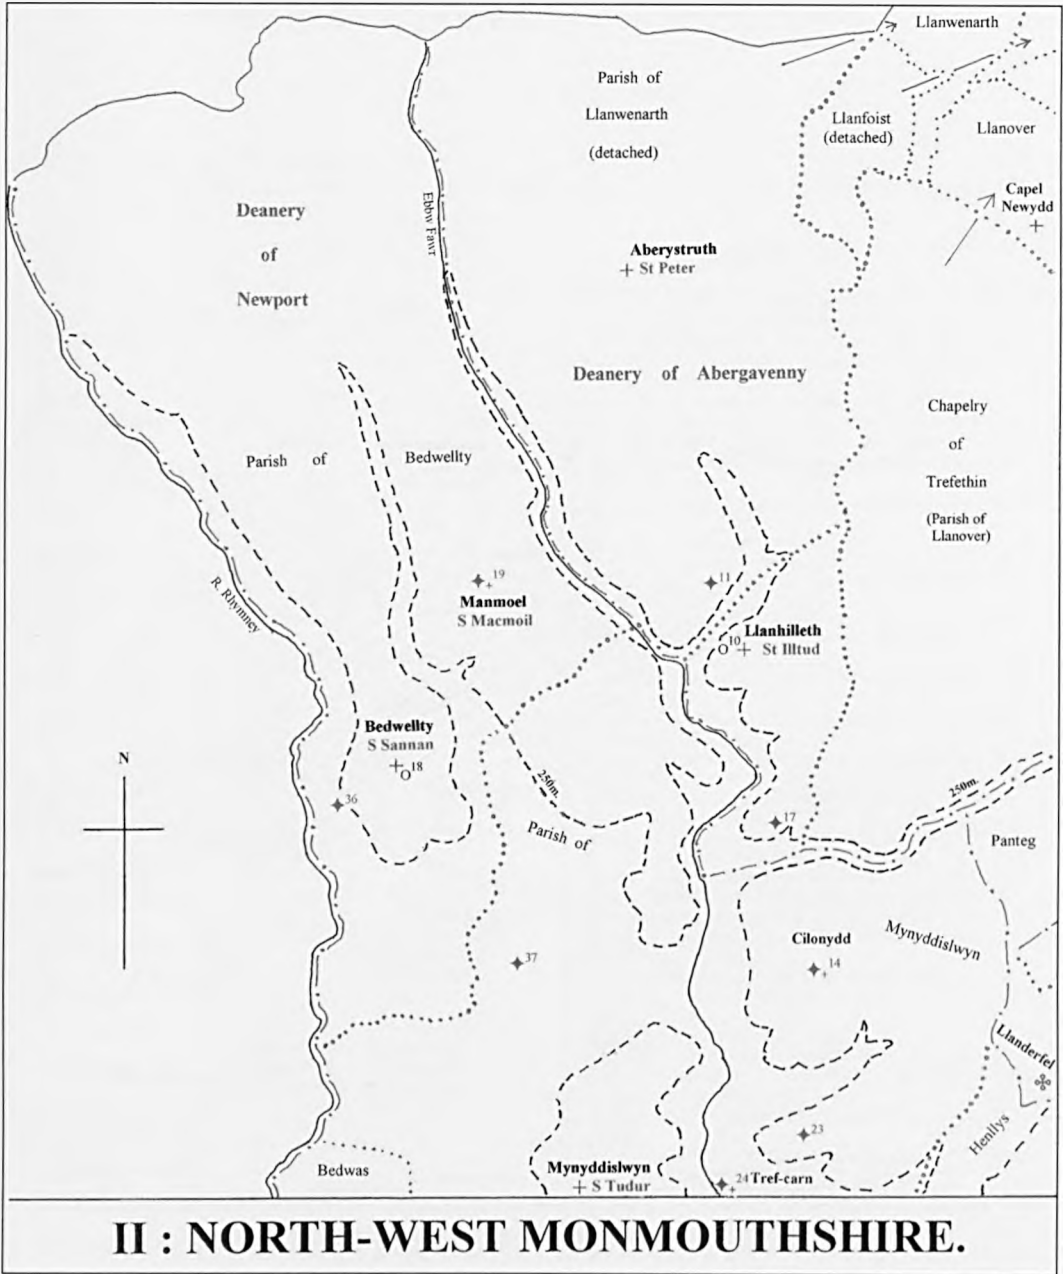 Llanwenarth
Parish of
Llanwenarth
(detached)
Llanfoist
(detached)
Llanover
Capel
Newydd
Ebbw Fawr
Deanery
of
Newport
Aberystruth
St Peter
Deanery of Abergavenny
Chapelry
of
Trefethin
(Parish of
Llanover)
Parish of Bedwellty
19
Manmoel
S Macmoil
11
R. Rhymney
10
Llanhilleth
St Illtud
Bedwellty
S Sannan
18
N
36
250m.
Parish of
17
250m.
Panteg
Mynyddislwyn
Cilonydd
14
37
Llanderfel
Henllys
23
Bedwas
Mynyddislwyn
S Tudur
24 Tref-carn
II : NORTH-WEST MONMOUTHSHIRE.